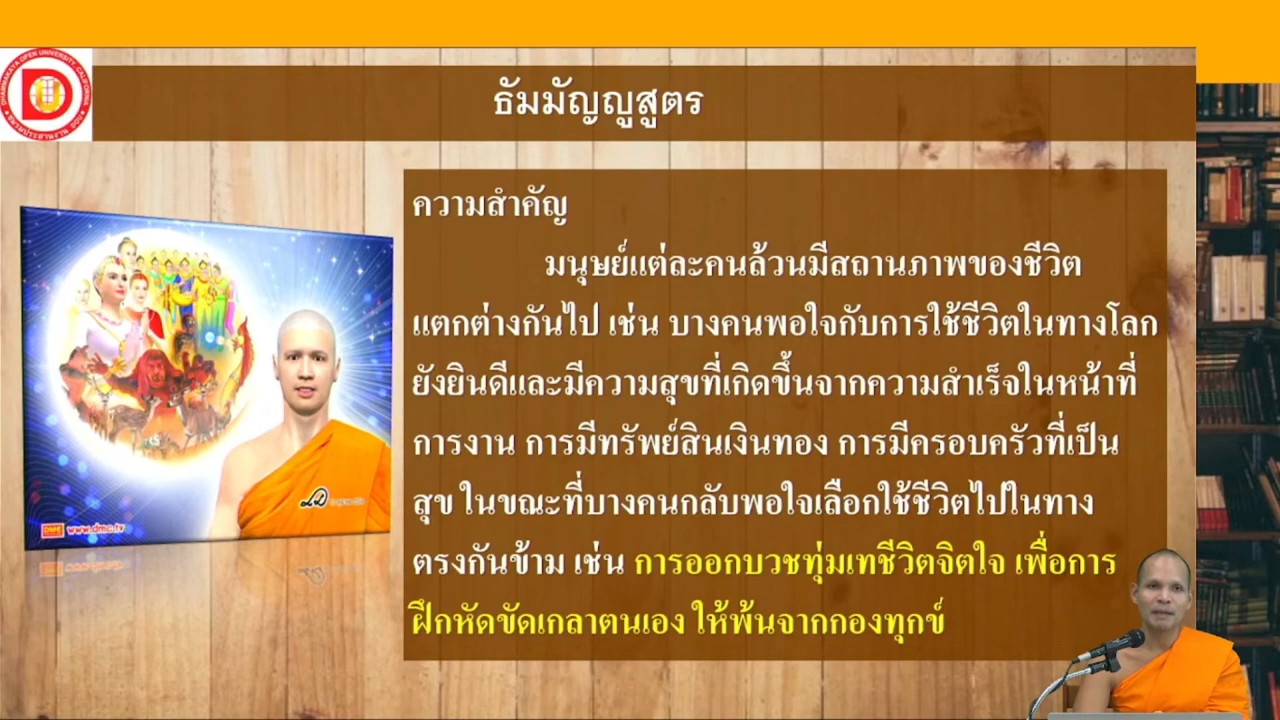 DHAMMAKAYA OPEN UNIVERSITY, CALIFORNIA
ธัมมัญญูสูตร
ความสำคัญ
มนุษย์แต่ละคนล้วนมีสถานภาพของชีวิต
แตกต่างกันไป เช่น บางคนพอใจกับการใช้ชีวิตในทางโลก
ยังยินดีและมีความสุขที่เกิดขึ้นจากความสำเร็จในหน้าที่
การงาน การมีทรัพย์สินเงินทอง การมีครอบครัวที่เป็น
สุข ในขณะที่บางคนกลับพอใจเลือกใช้ชีวิตไปในทาง
ตรงกันข้าม เช่น การออกบวชทุ่มเทชีวิตจิตใจ เพื่อการ
ฝึกหัดขัดเกลาตนเอง ให้พ้นจากกองทุกข์
DMC www.dmc.tv